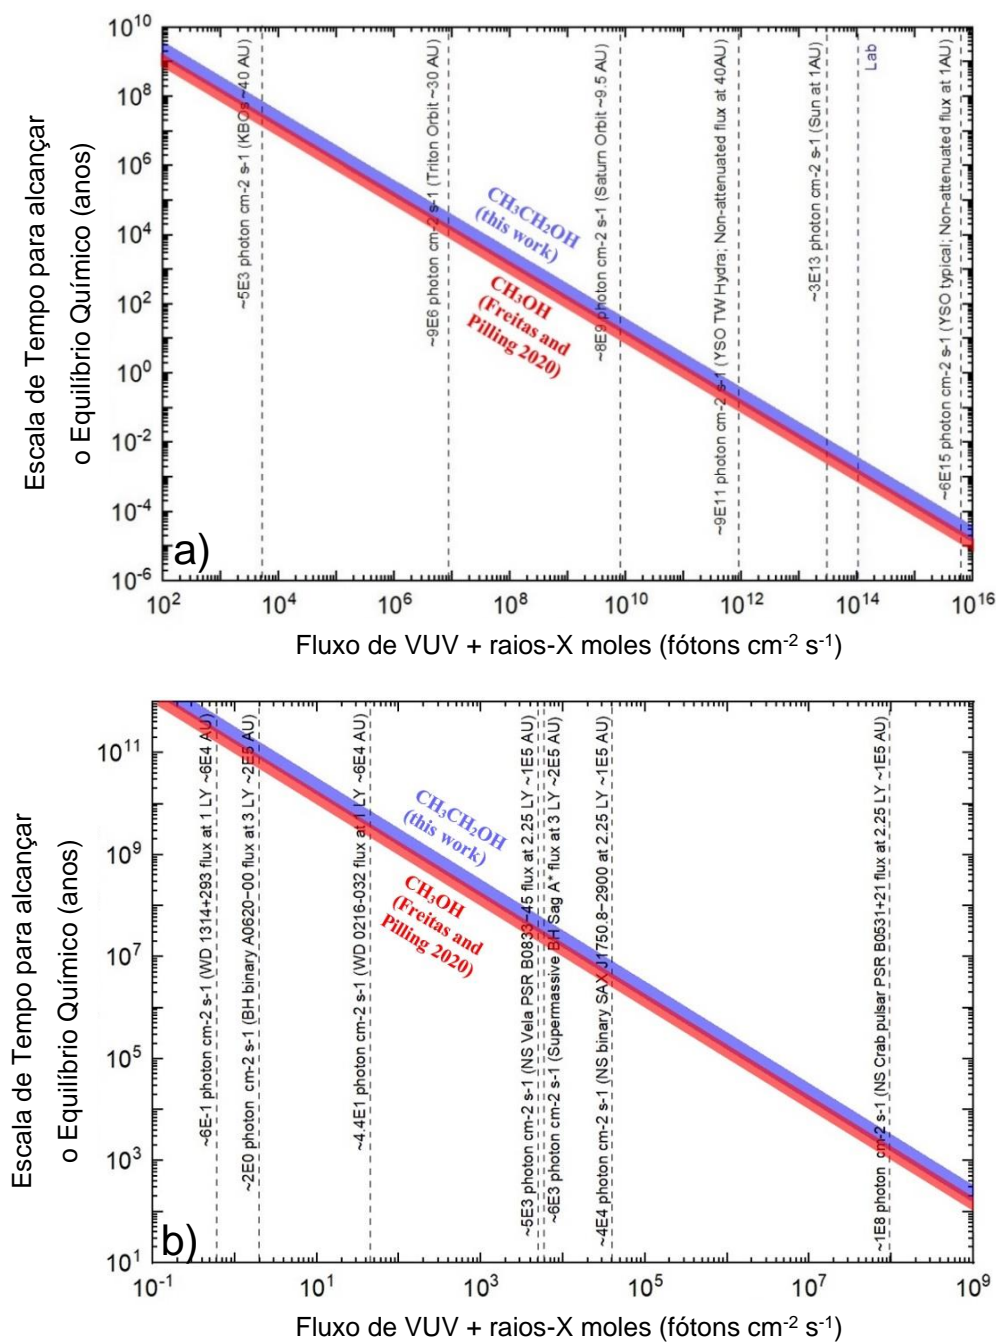 10^10
10^8
10^6
10^4
10^2
10^0
10^-2
10^-4
10^-6
Escala de Tempo para alcançar
o Equilíbrio Químico (anos)
~5E3 photon cm-2 s-1 (KBOs ~40 AU)
~9E6 photon cm-2 s-1 (Triton Orbit ~30 AU)
~8E9 photon cm-2 s-1 (Saturn Orbit ~9.5 AU)
~9E11 photon cm-2 s-1 (YSO TW Hydra; Non-attenuated flux at 40AU)
~3E13 photon cm-2 s-1 (Sun at 1AU)
Lab
~6E15 photon cm-2 s-1 (YSO typical; Non-attenuated flux at 1AU)
CH₃CH₂OH
(this work)
CH₃OH
(Freitas and
Pilling 2020)
a)
10^2
10^4
10^6
10^8
10^10
10^12
10^14
10^16
Fluxo de VUV + raios-X moles (fótons cm^-2 s^-1)
10^11
10^9
10^7
10^5
10^3
10^1
Escala de Tempo para alcançar
o Equilíbrio Químico (anos)
~6E-1 photon cm-2 s-1 (WD 1314+293 flux at 1 LY ~6E4 AU)
~2E0 photon cm-2 s-1 (BH binary A0620-00 flux at 3 LY ~2E5 AU)
~4.4E1 photon cm-2 s-1 (WD 0216-032 flux at 1 LY ~6E4 AU)
~5E3 photon cm-2 s-1 (NS Vela PSR B0833-45 flux at 2.25 LY ~1E5 AU)
~6E3 photon cm-2 s-1 (Supermassive BH Sag A* flux at 3 LY ~2E5 AU)
~4E4 photon cm-2 s-1 (NS binary SAX J1750.8-2900 at 2.25 LY ~1E5 AU)
~1E8 photon cm-2 s-1 (NS Crab pulsar PSR B0531+21 flux at 2.25 LY ~1E5 AU)
CH₃CH₂OH
(this work)
CH₃OH
(Freitas and
Pilling 2020)
b)
10^-1
10^1
10^3
10^5
10^7
10^9
Fluxo de VUV + raios-X moles (fótons cm^-2 s^-1)